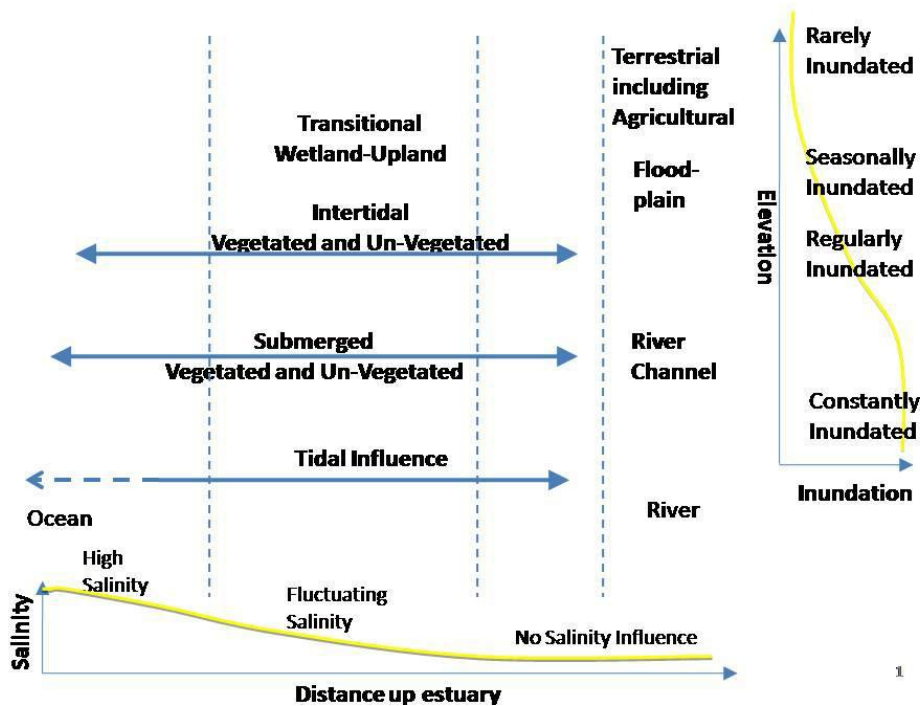 Terrestrial
including
Agricultural
Transitional
Wetland-Upland
Flood-
plain
Intertidal
Vegetated and Un-Vegetated
Submerged
Vegetated and Un-Vegetated
River
Channel
Tidal Influence
Ocean
River
High
Salinity
Fluctuating
Salinity
No Salinity Influence
Salinity
Distance up estuary
Elevation
Rarely
Inundated
Seasonally
Inundated
Regularly
Inundated
Constantly
Inundated
Inundation
1